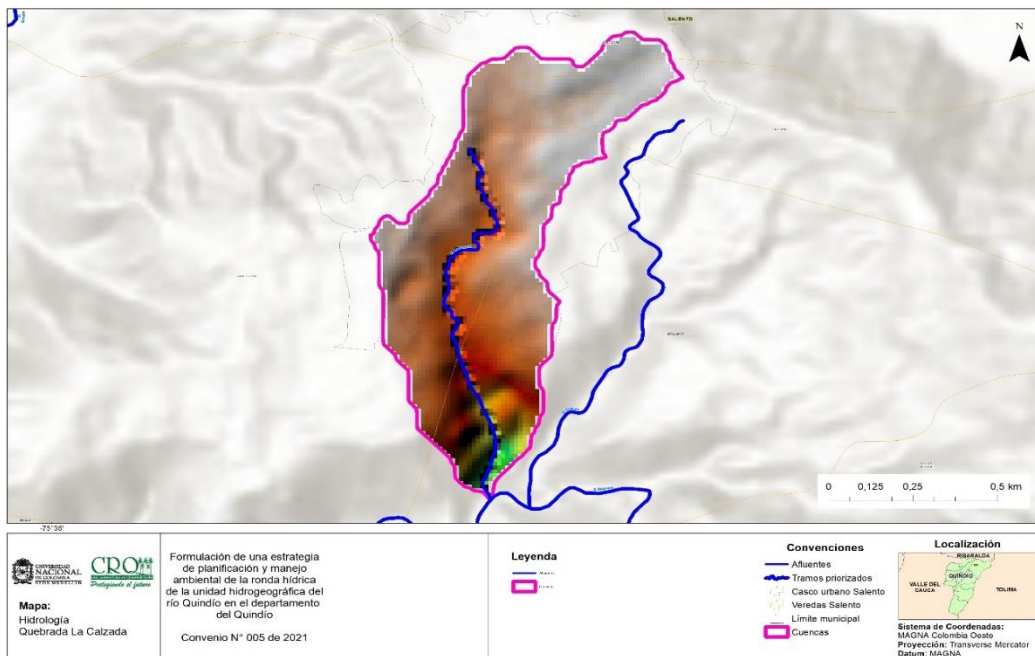 SALENTO
N
0 0,125 0,25 0,5 km
-75°36'
UNIVERSIDAD
NACIONAL
DE COLOMBIA
CRQ
Protegiendo el futuro
Mapa:
Hidrología
Quebrada La Calzada
Formulación de una estrategia
de planificación y manejo
ambiental de la ronda hídrica
de la unidad hidrogeográfica del
río Quindío en el departamento
del Quindío
Convenio N° 005 de 2021
Leyenda
Convenciones
Afluentes
Tramos priorizados
Casco urbano Salento
Veredas Salento
Límite municipal
Cuencas
Localización
RISARALDA
QUINDIO
VALLE DEL
CAUCA
TOLIMA
Sistema de Coordenadas:
MAGNA Colombia Oeste
Proyección: Transverse Mercator
Datum: MAGNA